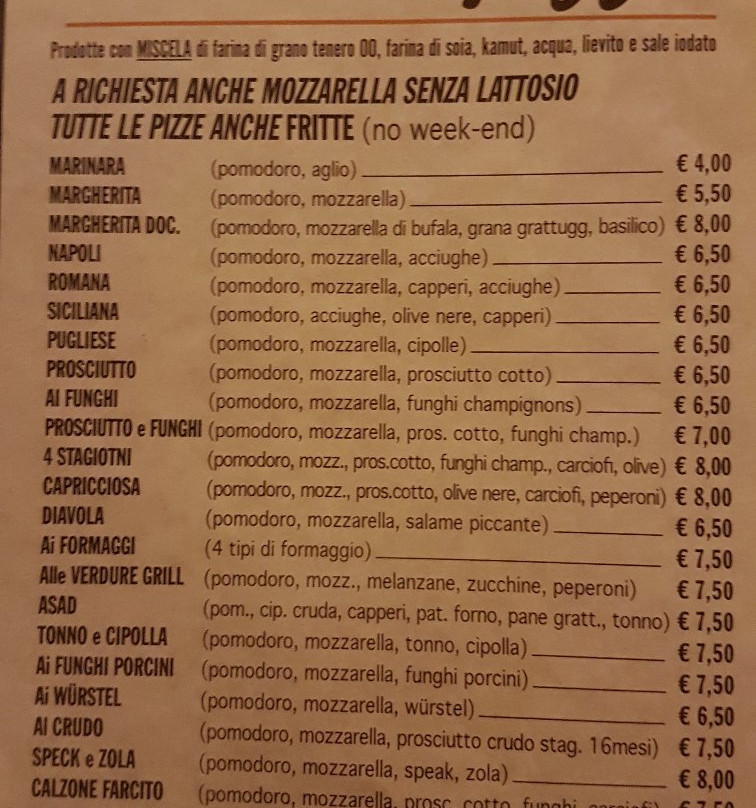 Prodotte con MISCELA di farina di grano tenero 00, farina di soia, kamut, acqua, lievito e sale iodato
A RICHIESTA ANCHE MOZZARELLA SENZA LATTOSIO
TUTTE LE PIZZE ANCHE FRITTE (no week-end)
MARINARA (pomodoro, aglio) € 4,00
MARGHERITA (pomodoro, mozzarella) € 5,50
MARGHERITA DOC. (pomodoro, mozzarella di bufala, grana grattugg, basilico) € 8,00
NAPOLI (pomodoro, mozzarella, acciughe) € 6,50
ROMANA (pomodoro, mozzarella, capperi, acciughe) € 6,50
SICILIANA (pomodoro, acciughe, olive nere, capperi) € 6,50
PUGLIESE (pomodoro, mozzarella, cipolle) € 6,50
PROSCIUTTO (pomodoro, mozzarella, prosciutto cotto) € 6,50
AI FUNGHI (pomodoro, mozzarella, funghi champignons) € 6,50
PROSCIUTTO e FUNGHI (pomodoro, mozzarella, pros. cotto, funghi champ.) € 7,00
4 STAGIOTNI (pomodoro, mozz., pros.cotto, funghi champ., carciofi, olive) € 8,00
CAPRICCIOSA (pomodoro, mozz., pros.cotto, olive nere, carciofi, peperoni) € 8,00
DIAVOLA (pomodoro, mozzarella, salame piccante) € 6,50
Ai FORMAGGI (4 tipi di formaggio) € 7,50
Alle VERDURE GRILL (pomodoro, mozz., melanzane, zucchine, peperoni) € 7,50
ASAD (pom., cip. cruda, capperi, pat. forno, pane gratt., tonno) € 7,50
TONNO e CIPOLLA (pomodoro, mozzarella, tonno, cipolla) € 7,50
Ai FUNGHI PORCINI (pomodoro, mozzarella, funghi porcini) € 7,50
Ai WÜRSTEL (pomodoro, mozzarella, würstel) € 6,50
Al CRUDO (pomodoro, mozzarella, prosciutto crudo stag. 16mesi) € 7,50
SPECK e ZOLA (pomodoro, mozzarella, speak, zola) € 8,00
CALZONE FARCITO (pomodoro, mozzarella, prosc. cotto, funghi, carciofi) € 7,50